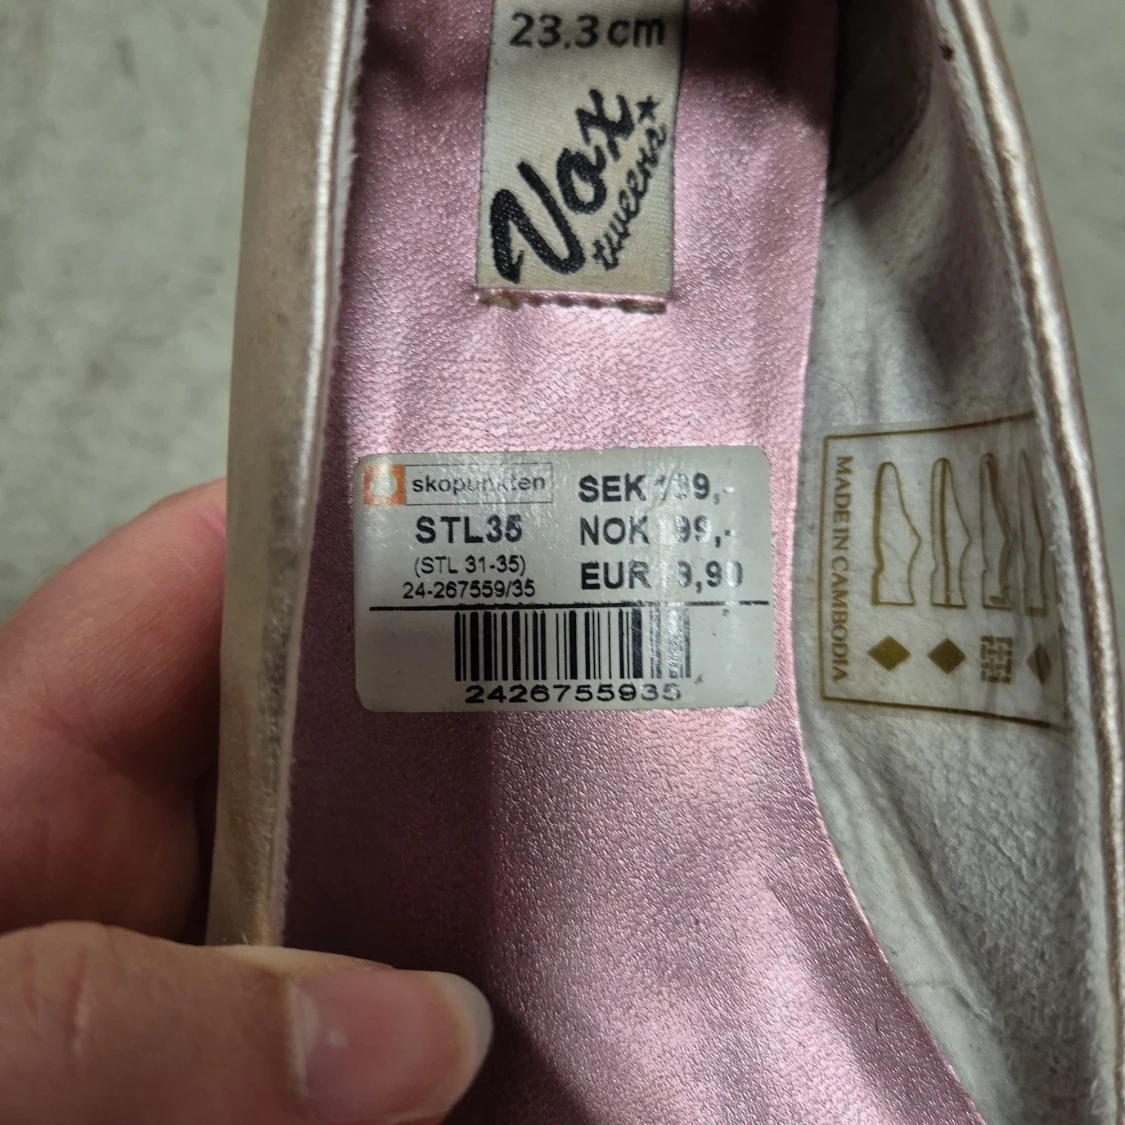 23.3 cm
Nox
tweens
skopunkten
STL35
(STL 31-35)
24-267559/35
SEK
NOK
EUR
2426755935
MADE IN CAMBODIA